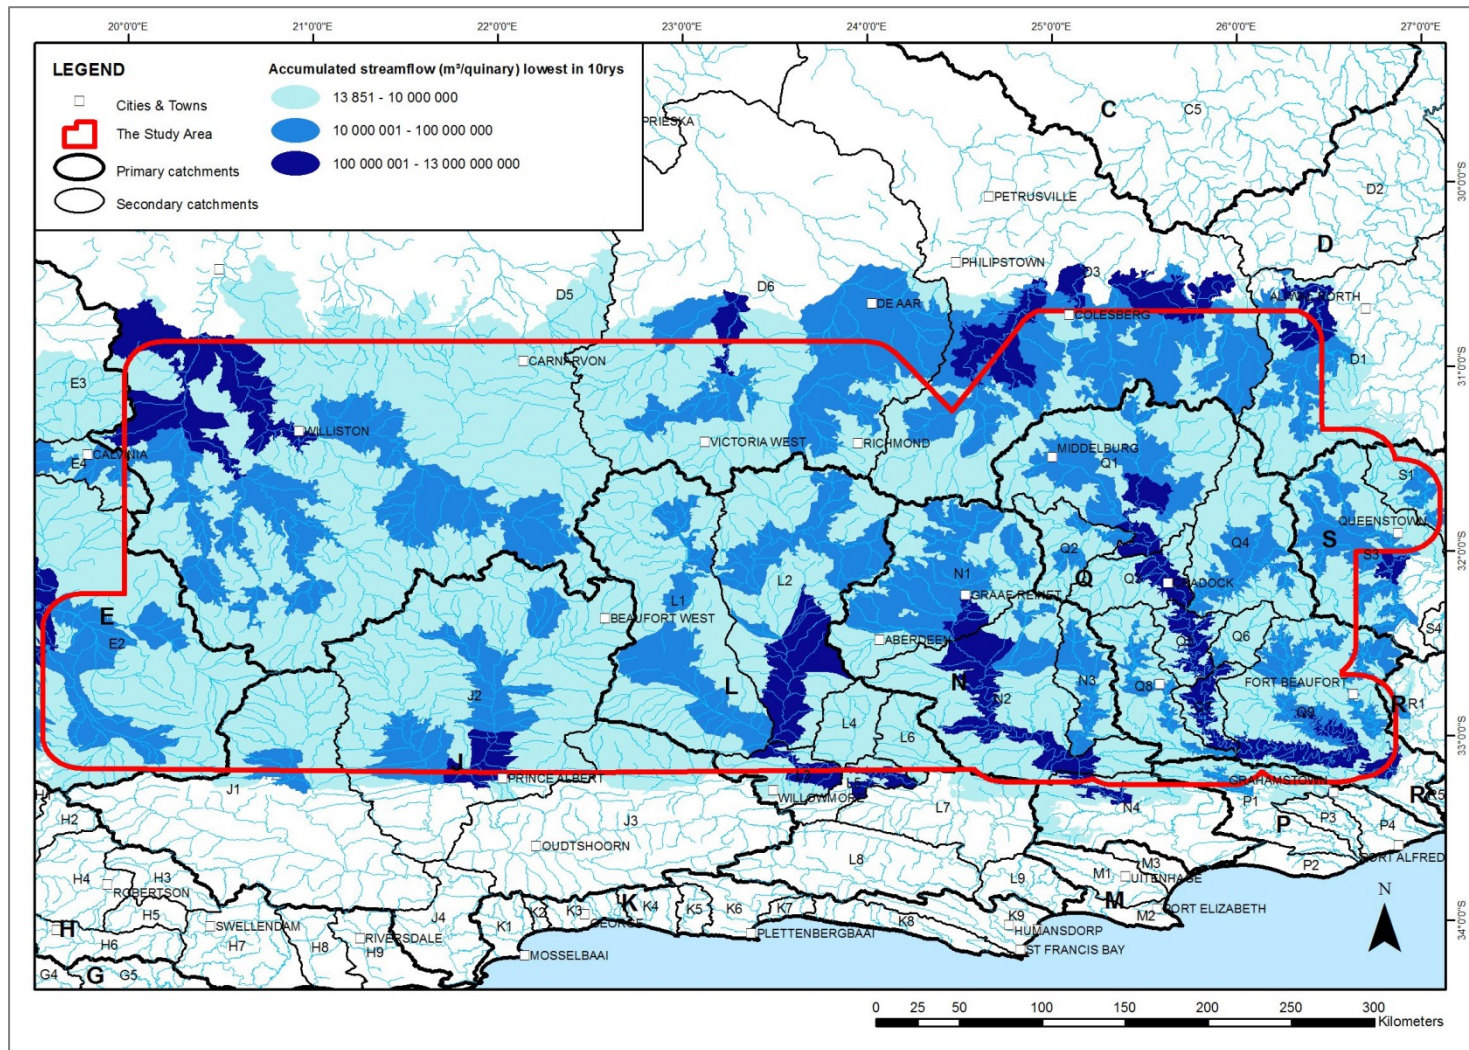 20°0'0"E
21°0'0"E
22°0'0"E
23°0'0"E
24°0'0"E
25°0'0"E
26°0'0"E
27°0'0"E
LEGEND
Cities & Towns
The Study Area
Primary catchments
Secondary catchments
Accumulated streamflow (m³/quinary) lowest in 10rys
13 851 - 10 000 000
10 000 001 - 100 000 000
100 000 001 - 13 000 000 000
PRIESKA
C
C5
D2
30°0'0"S
PETRUSVILLE
D
PHILIPSTOWN
D3
D6
D5
DE AAR
COLESBERG
D1
31°0'0"S
CARNARVON
E3
WILLISTON
VICTORIA WEST
RICHMOND
MIDDELBURG
Q1
CALVINIA
E4
S1
QUEENSTOWN
S
Q4
Q2
S3
32°0'0"S
N1
L2
Q
GRAAF REINET
L1
BEAUFORT WEST
E
E2
ABERDEEN
Q6
S4
L
N
N3
Q8
FORT BEAUFORT
J2
N2
R
R1
Q9
L4
L6
33°0'0"S
J
PRINCE ALBERT
GRAHAMSTOWN
J1
WILLOWMORE
L7
N4
P1
R
R5
H1
H2
J3
P
P3
P4
OUDTSHOORN
L8
M3
P2
PORT ALFRED
H4
H3
ROBERTSON
L9
M1
UITENHAGE
H5
SWELLENDAM
J4
K1
K2
K3
GEORGE
K
K4
K5
K6
K7
K8
K9
M
M2
PORT ELIZABETH
N
34°0'0"S
H
H6
H7
H8
RIVERSDALE
H9
PLETTENBERGBAAI
HUMANSDORP
ST FRANCIS BAY
MOSSELBAAI
G4
G
G5
0 25 50 100 150 200 250 300
Kilometers